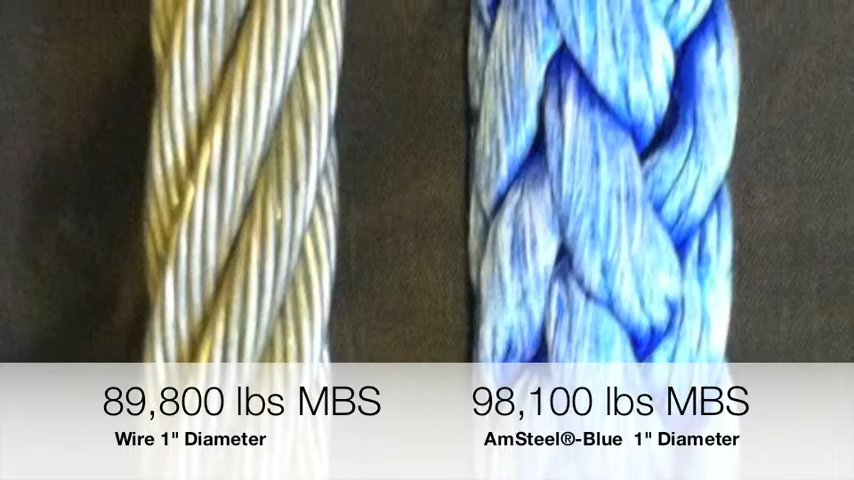 89,800 lbs MBS
Wire 1" Diameter
98,100 lbs MBS
AmSteel®-Blue 1" Diameter